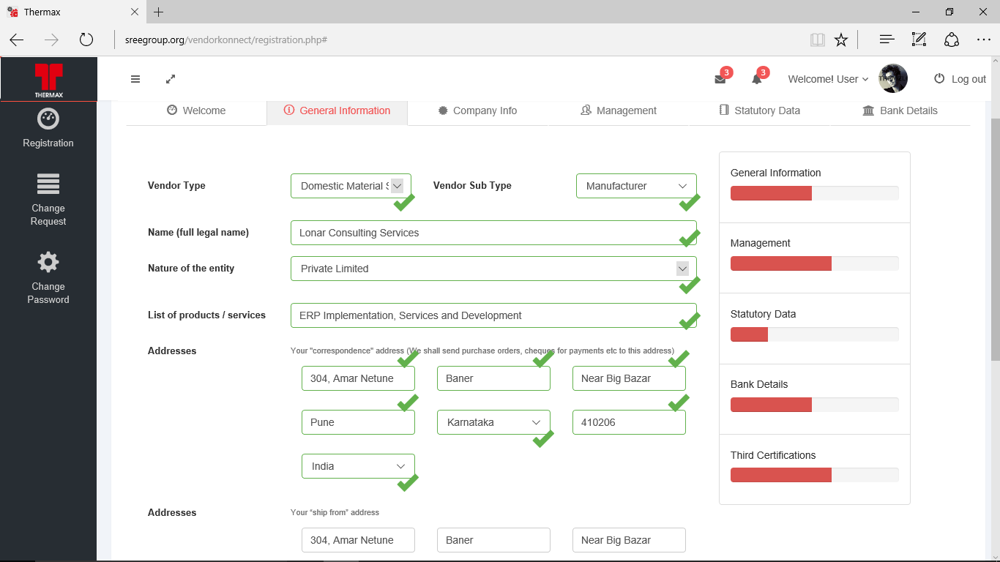 Thermax
sreegroup.org/vendorkonnect/registration.php#
THERMAX
3
3
Welcome! User
Log out
Welcome
General Information
Company Info
Management
Statutory Data
Bank Details
Registration
Change
Request
Change
Password
Vendor Type
Domestic Material S
Vendor Sub Type
Manufacturer
Name (full legal name)
Lonar Consulting Services
Nature of the entity
Private Limited
List of products / services
ERP Implementation, Services and Development
Addresses
Your "correspondence" address (We shall send purchase orders, cheques for payments etc to this address)
304, Amar Netune
Baner
Near Big Bazar
Pune
Karnataka
410206
India
Addresses
Your “ship from” address
304, Amar Netune
Baner
Near Big Bazar
General Information
Management
Statutory Data
Bank Details
Third Certifications